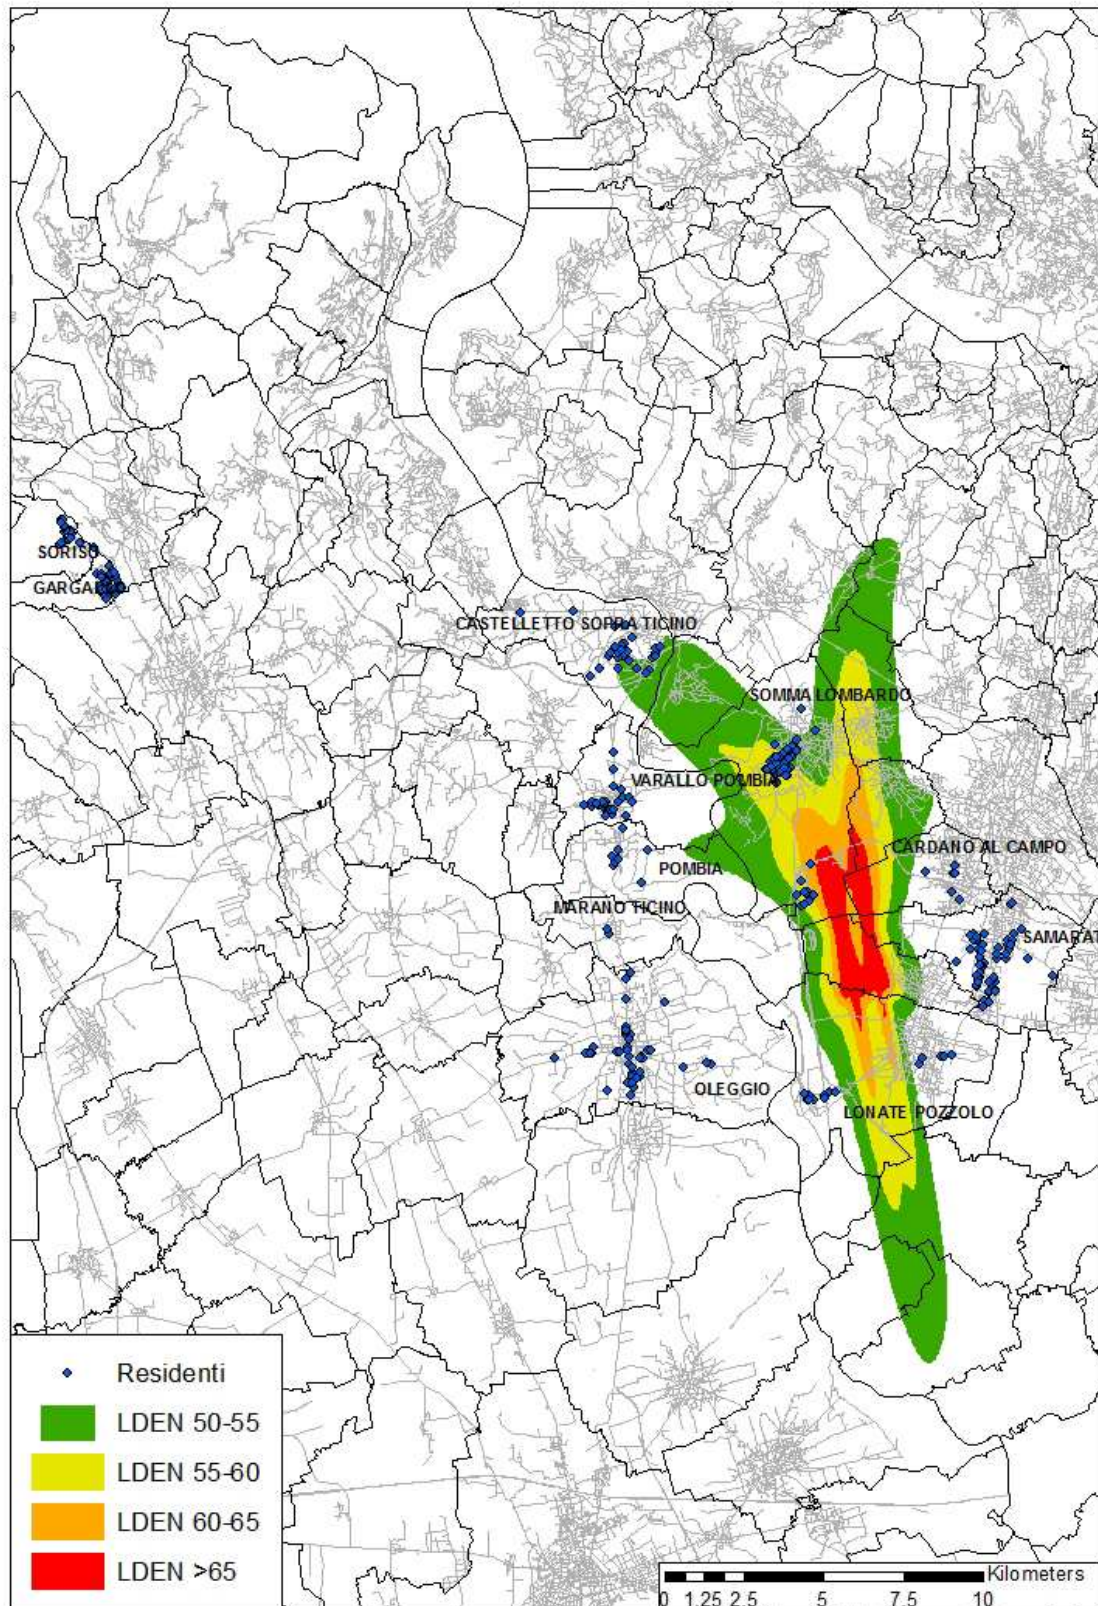 SORISO
GARGALLO
CASTELLETTO SOPRA TICINO
SOMMA LOMBARDO
VARALLO POMBIA
CARDANO AL CAMPO
POMBIA
MARANO TICINO
SAMARAT
OLEGGIO
LONATE POZZOLO
Residenti
LDEN 50-55
LDEN 55-60
LDEN 60-65
LDEN >65
Kilometers
0 1.25 2.5 5 7.5 10